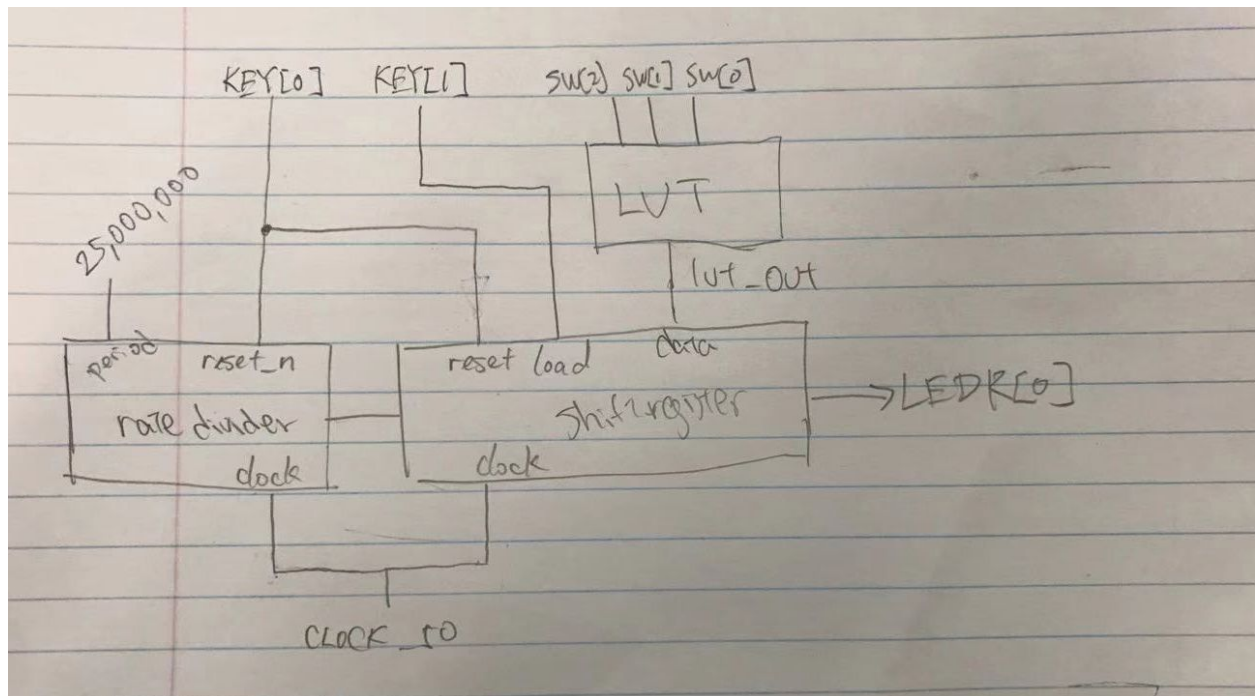 KEY[0] KEY[1] SW[2] SW[1] SW[0]
25,000,000
LUT
lut_out
period reset_n reset load data
rate divider shift register
LEDR[0]
clock clock
CLOCK_50